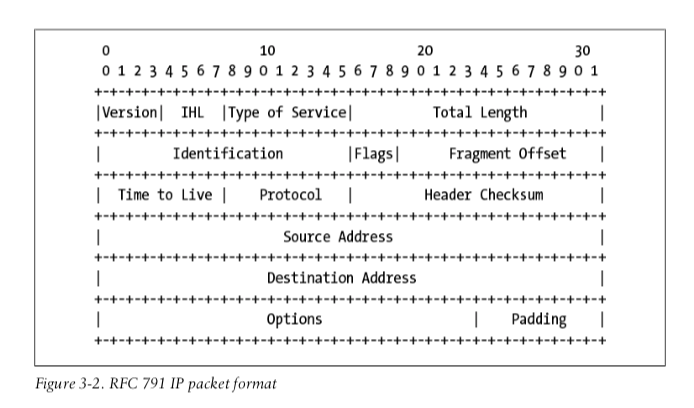 0                   10                  20                  30
0 1 2 3 4 5 6 7 8 9 0 1 2 3 4 5 6 7 8 9 0 1 2 3 4 5 6 7 8 9 0 1
+-+-+-+-+-+-+-+-+-+-+-+-+-+-+-+-+-+-+-+-+-+-+-+-+-+-+-+-+-+-+-+-+
|Version|  IHL  |Type of Service|          Total Length         |
+-+-+-+-+-+-+-+-+-+-+-+-+-+-+-+-+-+-+-+-+-+-+-+-+-+-+-+-+-+-+-+-+
|         Identification        |Flags|      Fragment Offset    |
+-+-+-+-+-+-+-+-+-+-+-+-+-+-+-+-+-+-+-+-+-+-+-+-+-+-+-+-+-+-+-+-+
|  Time to Live |    Protocol   |         Header Checksum       |
+-+-+-+-+-+-+-+-+-+-+-+-+-+-+-+-+-+-+-+-+-+-+-+-+-+-+-+-+-+-+-+-+
|                       Source Address                          |
+-+-+-+-+-+-+-+-+-+-+-+-+-+-+-+-+-+-+-+-+-+-+-+-+-+-+-+-+-+-+-+-+
|                     Destination Address                       |
+-+-+-+-+-+-+-+-+-+-+-+-+-+-+-+-+-+-+-+-+-+-+-+-+-+-+-+-+-+-+-+-+
|                     Options                   |    Padding    |
+-+-+-+-+-+-+-+-+-+-+-+-+-+-+-+-+-+-+-+-+-+-+-+-+-+-+-+-+-+-+-+-+
Figure 3-2. RFC 791 IP packet format